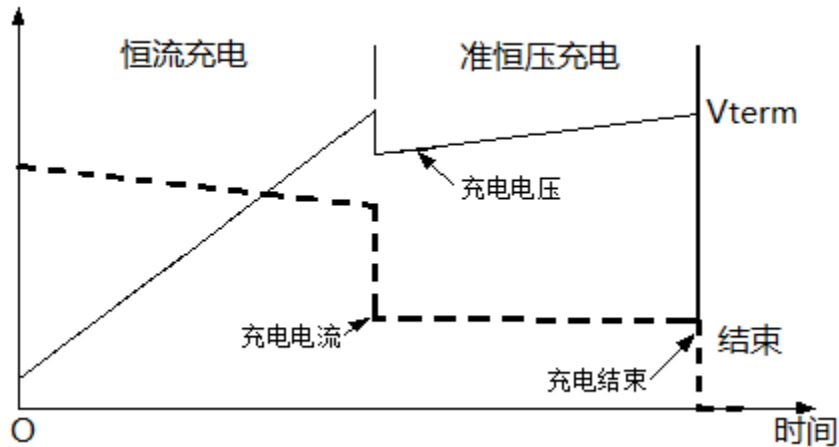 恒流充电
准恒压充电
Vterm
充电电压
充电电流
结束
充电结束
O
时间